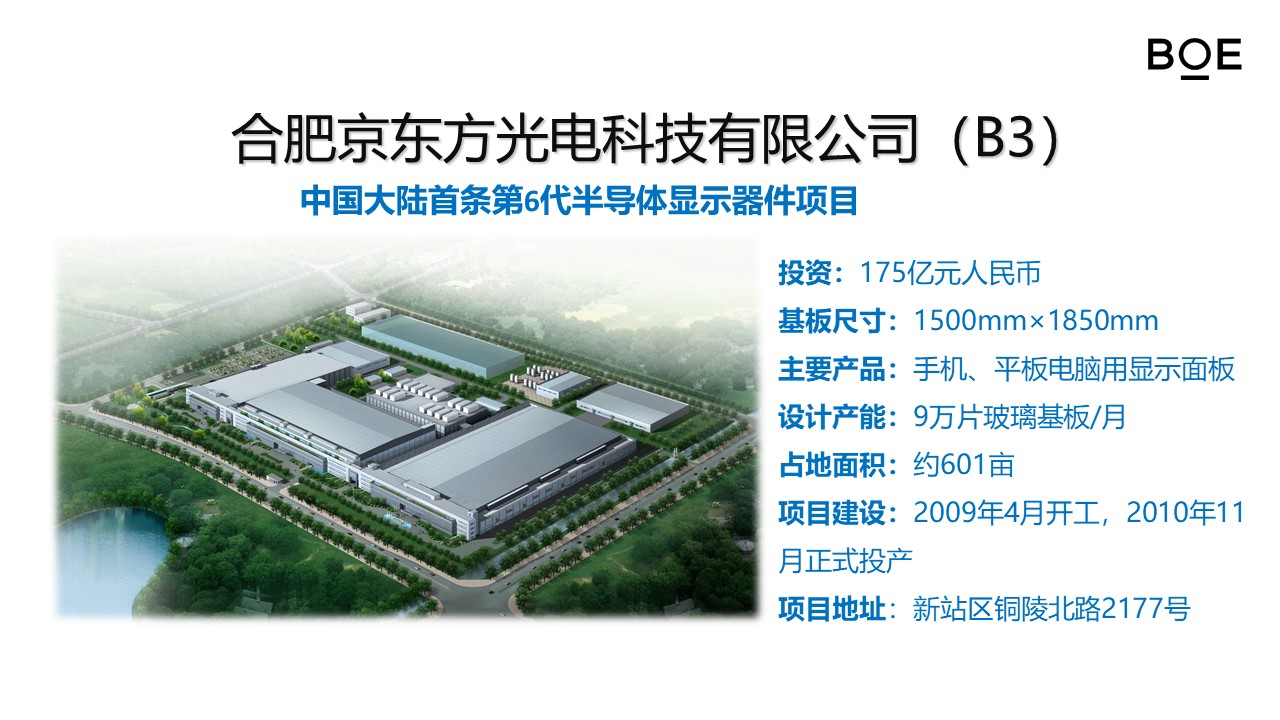 BOE
合肥京东方光电科技有限公司（B3）
中国大陆首条第6代半导体显示器件项目
投资：175亿元人民币
基板尺寸：1500mm×1850mm
主要产品：手机、平板电脑用显示面板
设计产能：9万片玻璃基板/月
占地面积：约601亩
项目建设：2009年4月开工，2010年11
月正式投产
项目地址：新站区铜陵北路2177号